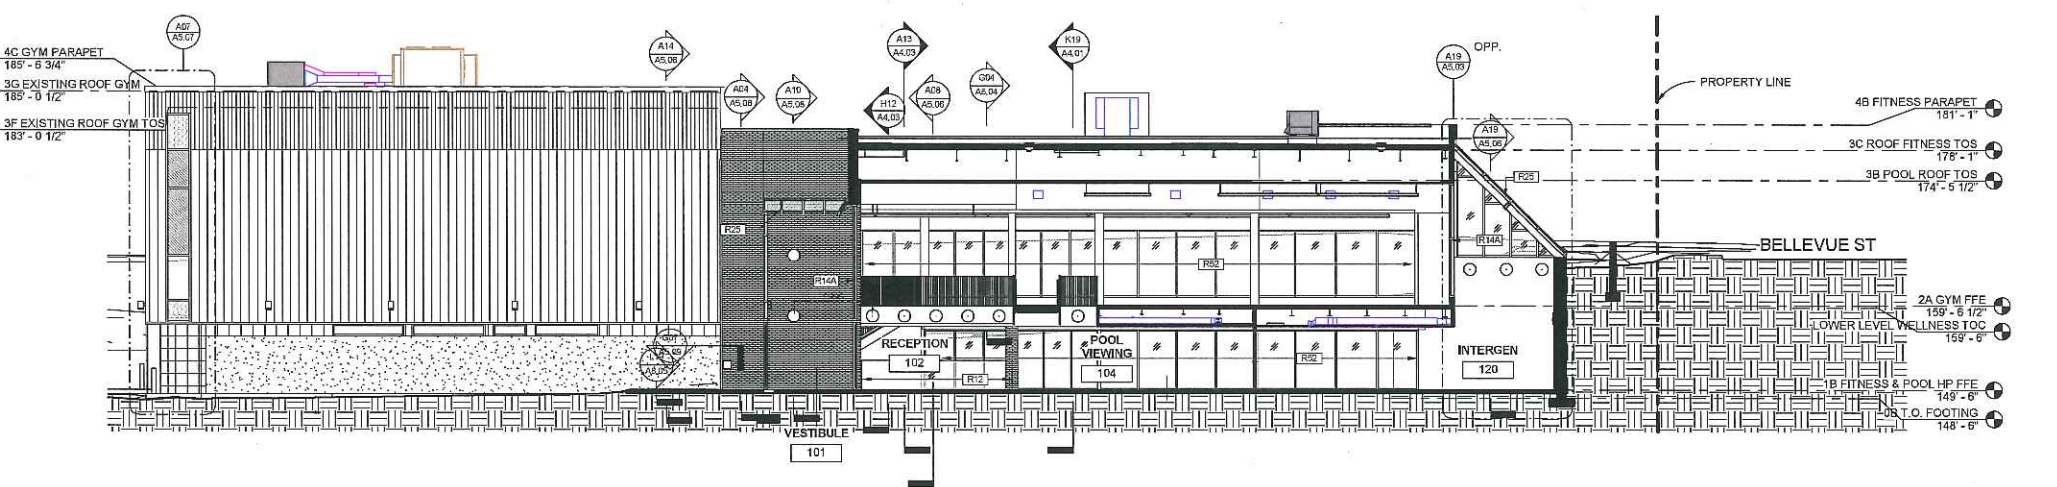 A07
A5.07
4C GYM PARAPET
185' - 6 3/4"
3G EXISTING ROOF GYM
185' - 0 1/2"
3F EXISTING ROOF GYM TOS
183' - 0 1/2"
A14
A5.06
A04
A5.06
A10
A5.05
A13
A4.03
H12
A4.03
A08
A5.06
G04
K19
A4.01
A19
A5.03
OPP.
PROPERTY LINE
4B FITNESS PARAPET
181' - 1"
A19
A5.06
3C ROOF FITNESS TOS
178' - 1"
3B POOL ROOF TOS
174' - 5 1/2"
R25
R25
R14A
R14A
R52
BELLEVUE ST
2A GYM FFE
159' - 6 1/2"
LOWER LEVEL WELLNESS TOC
159' - 6"
RECEPTION
102
R12
POOL
VIEWING
104
R52
INTERGEN
120
1B FITNESS & POOL HP FFE
149' - 6"
0B T.O. FOOTING
148' - 6"
VESTIBULE
101